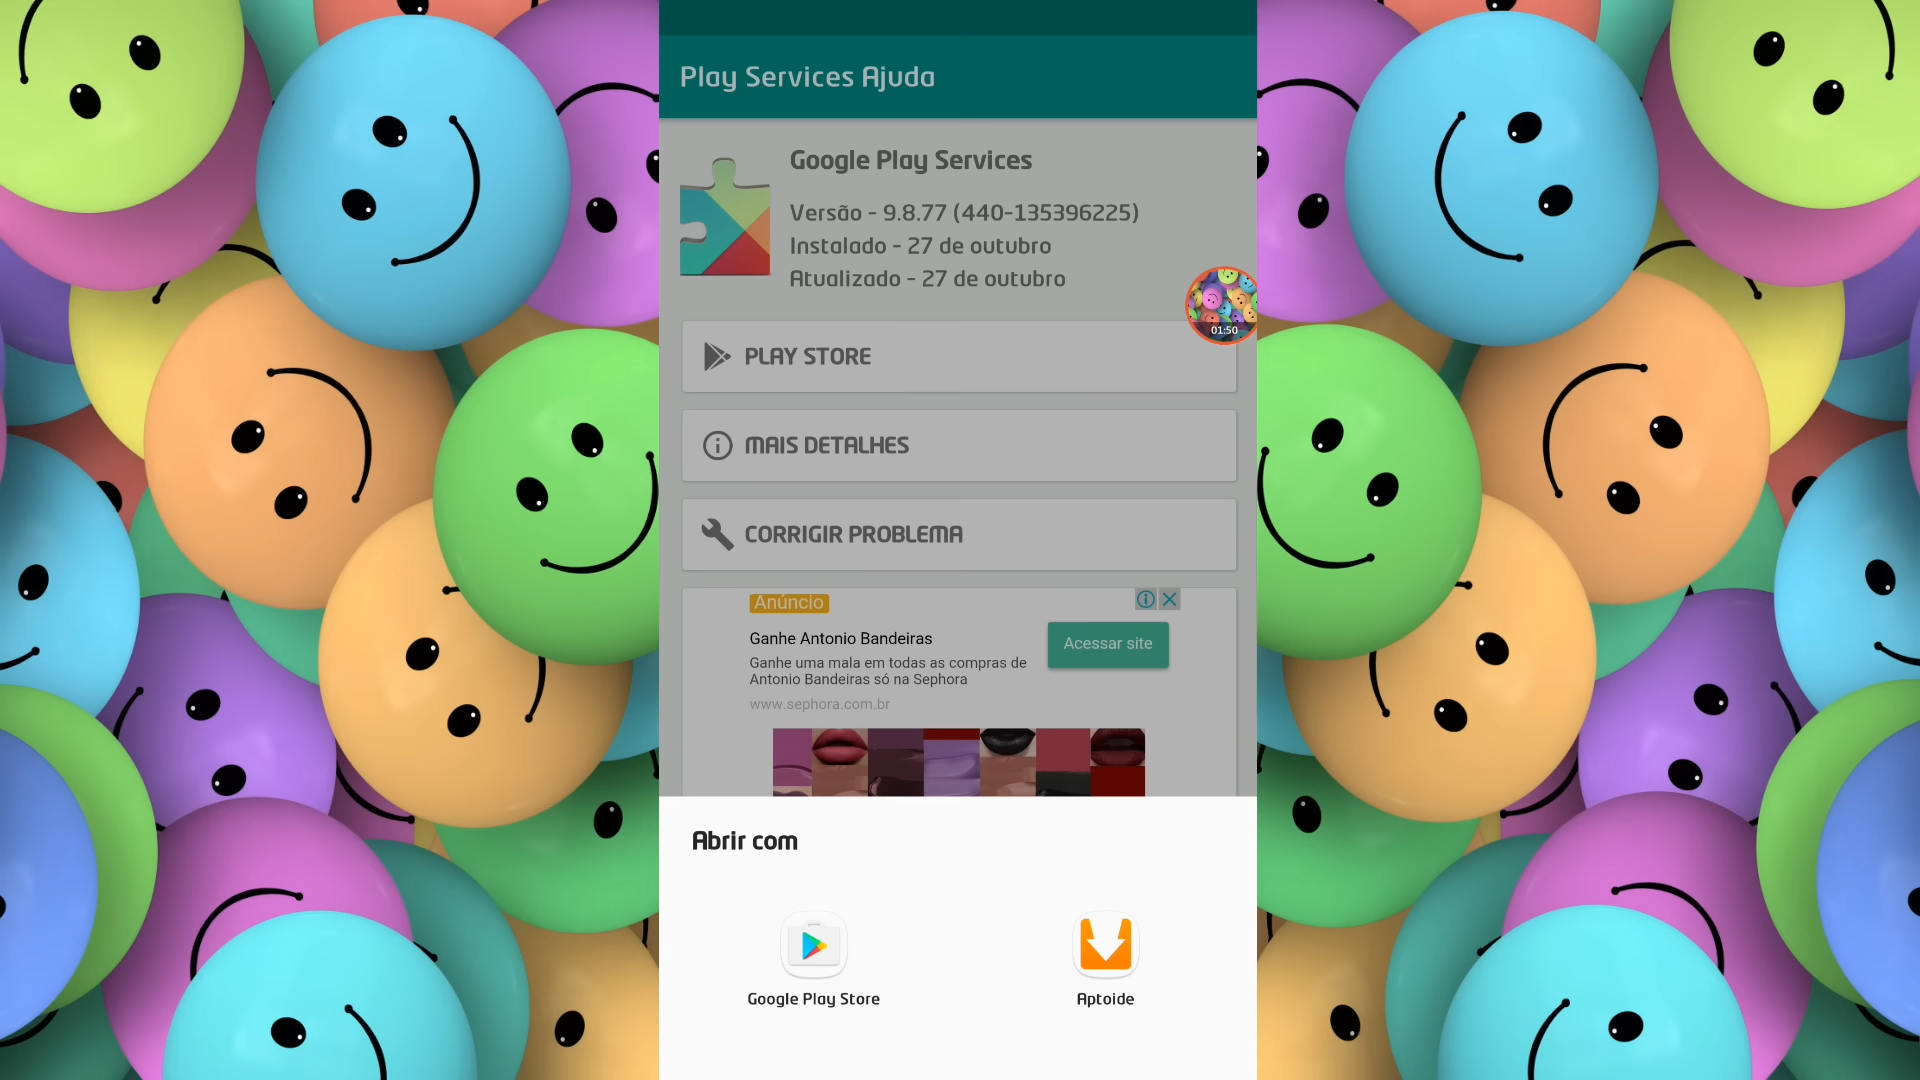 Play Services Ajuda
Google Play Services
Versão - 9.8.77 (440-135396225)
Instalado - 27 de outubro
Atualizado - 27 de outubro
01:50
PLAY STORE
MAIS DETALHES
CORRIGIR PROBLEMA
Anúncio
Ganhe Antonio Bandeiras
Acessar site
Ganhe uma mala em todas as compras de
Antonio Bandeiras só na Sephora
www.sephora.com.br
Abrir com
Google Play Store
Aptoide